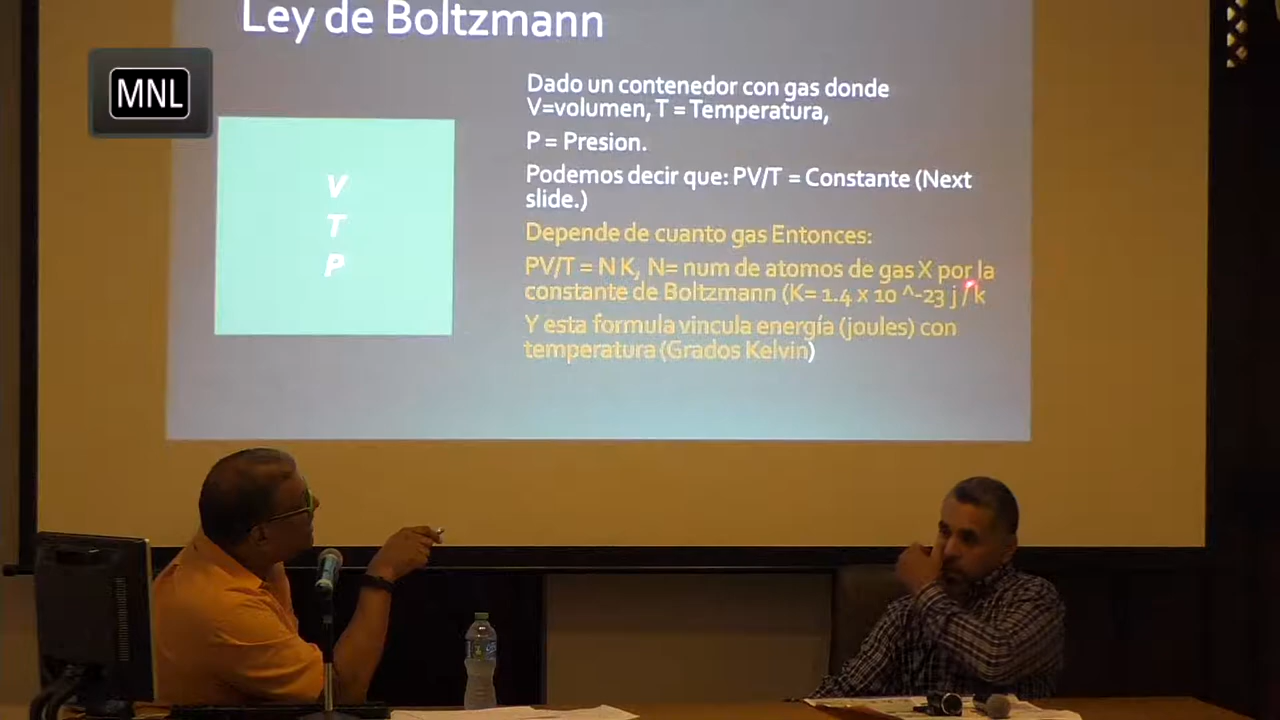 Ley de Boltzmann
MNL
V
T
P
Dado un contenedor con gas donde
V=volumen, T = Temperatura,
P = Presion.
Podemos decir que: PV/T = Constante (Next
slide.)
Depende de cuanto gas Entonces:
PV/T = N K, N= num de atomos de gas X por la
constante de Boltzmann (K= 1.4 x 10 ^-23 j / k
Y esta formula vincula energía (joules) con
temperatura (Grados Kelvin)